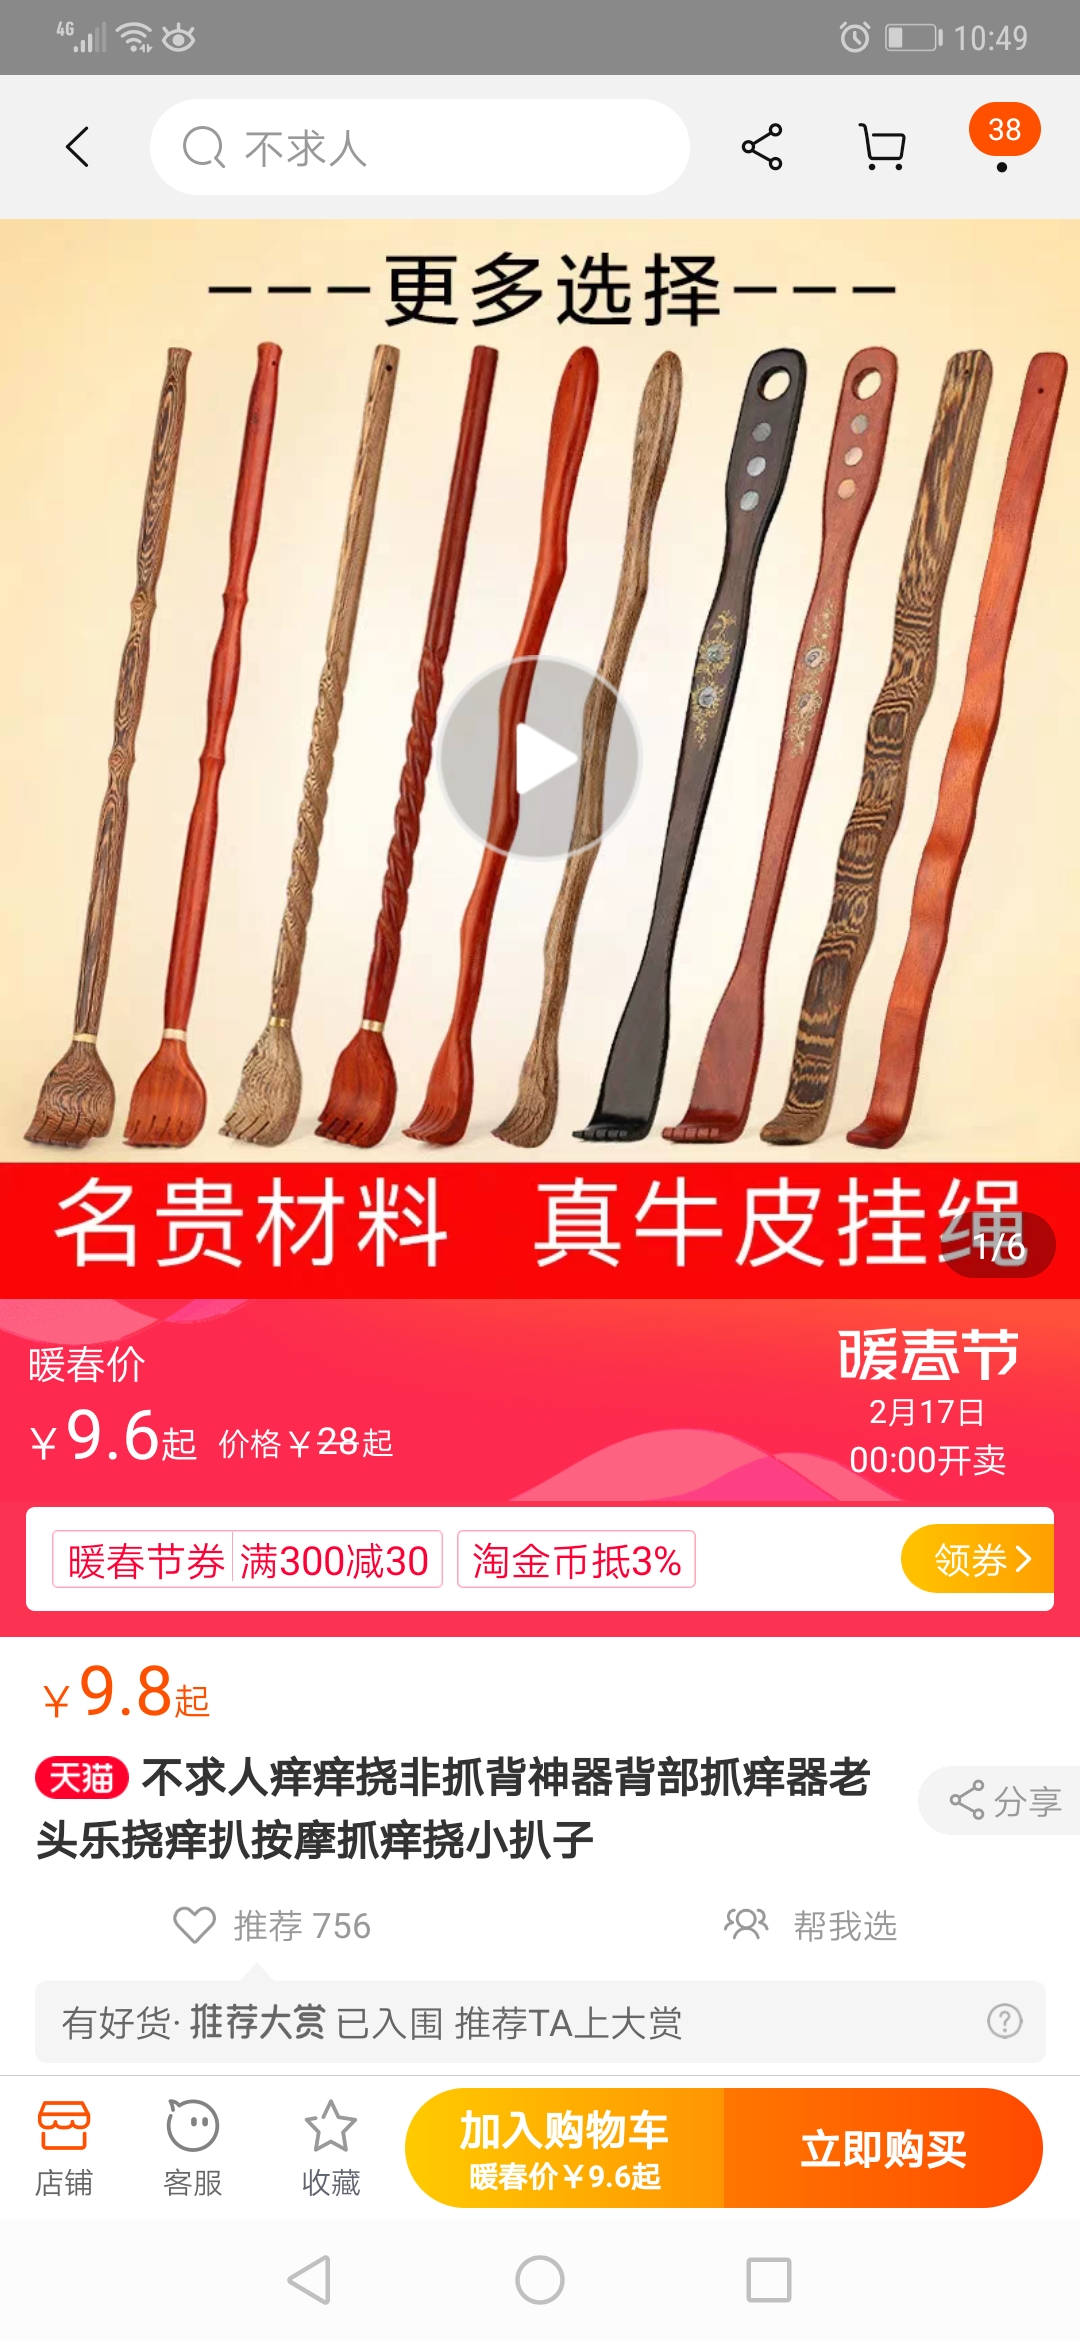 4G
10:49
不求人
38
---更多选择---
名贵材料 真牛皮挂绳
1/6
暖春价
¥9.6起 价格¥28起
暖春节
2月17日
00:00开卖
暖春节券 满300减30 淘金币抵3%
领券
¥9.8起
天猫 不求人痒痒挠非抓背神器背部抓痒器老
头乐挠痒扒按摩抓痒挠小扒子
分享
推荐 756
帮我选
有好货·推荐大赏 已入围 推荐TA上大赏
?
店铺
客服
收藏
加入购物车
暖春价¥9.6起
立即购买